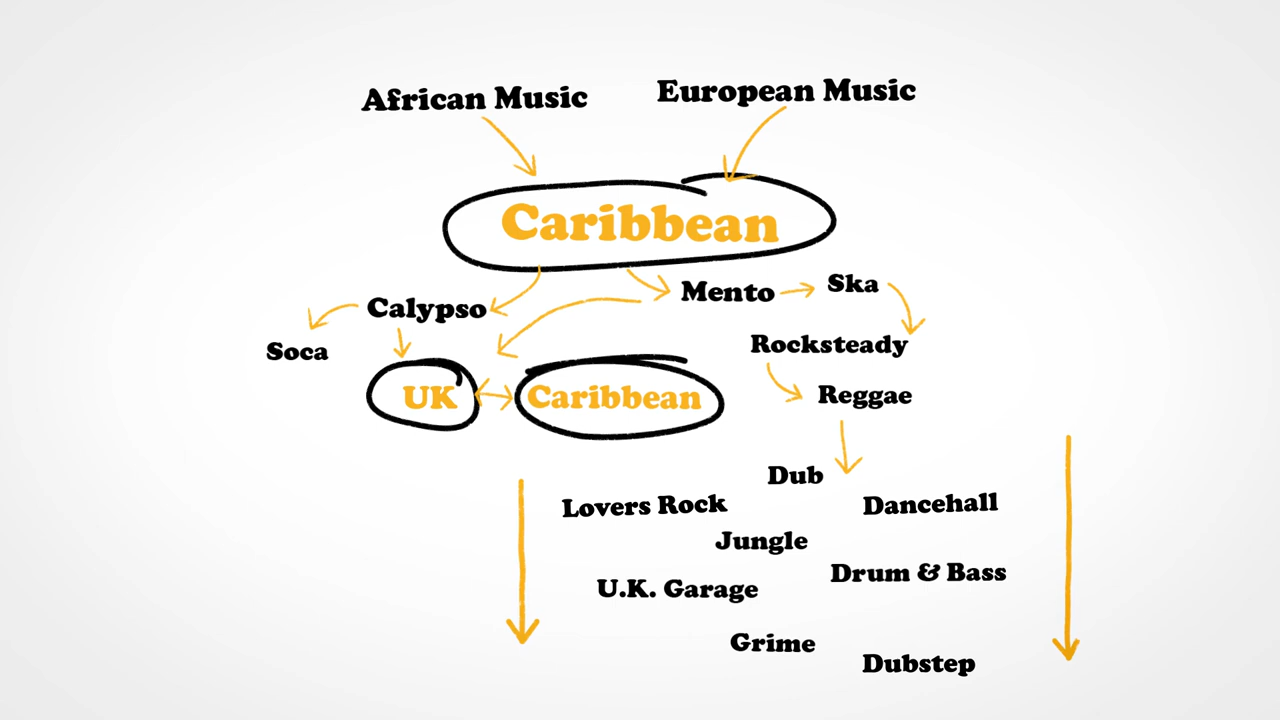 African Music
European Music
Caribbean
Calypso
Mento
Ska
Soca
Rocksteady
UK
Caribbean
Reggae
Dub
Lovers Rock
Dancehall
Jungle
Drum & Bass
U.K. Garage
Grime
Dubstep